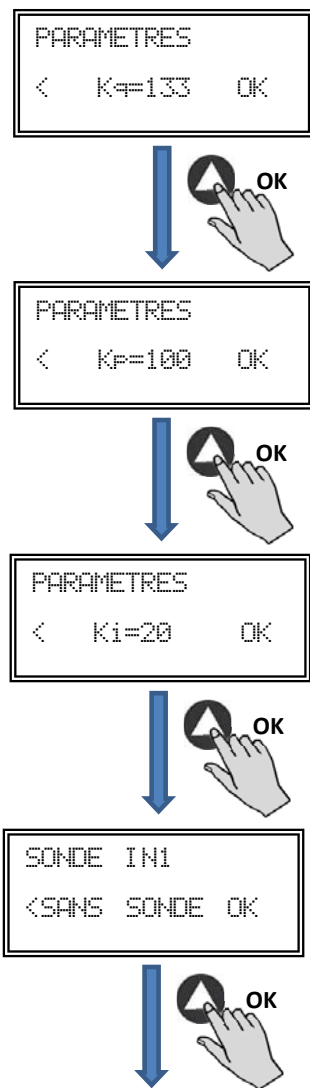 PARAMETRES
< Kq=133 OK
OK
PARAMETRES
< Kp=100 OK
OK
PARAMETRES
< Ki=20 OK
OK
SONDE IN1
<SANS SONDE OK
OK